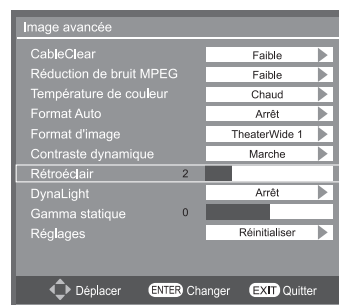 Image avancée
CableClear Faible
Réduction de bruit MPEG Faible
Température de couleur Chaud
Format Auto Arrêt
Format d'image TheaterWide 1
Contraste dynamique Marche
Rétroéclair 2
DynaLight Arrêt
Gamma statique 0
Réglages Réinitialiser
Déplacer ENTER Changer EXIT Quitter